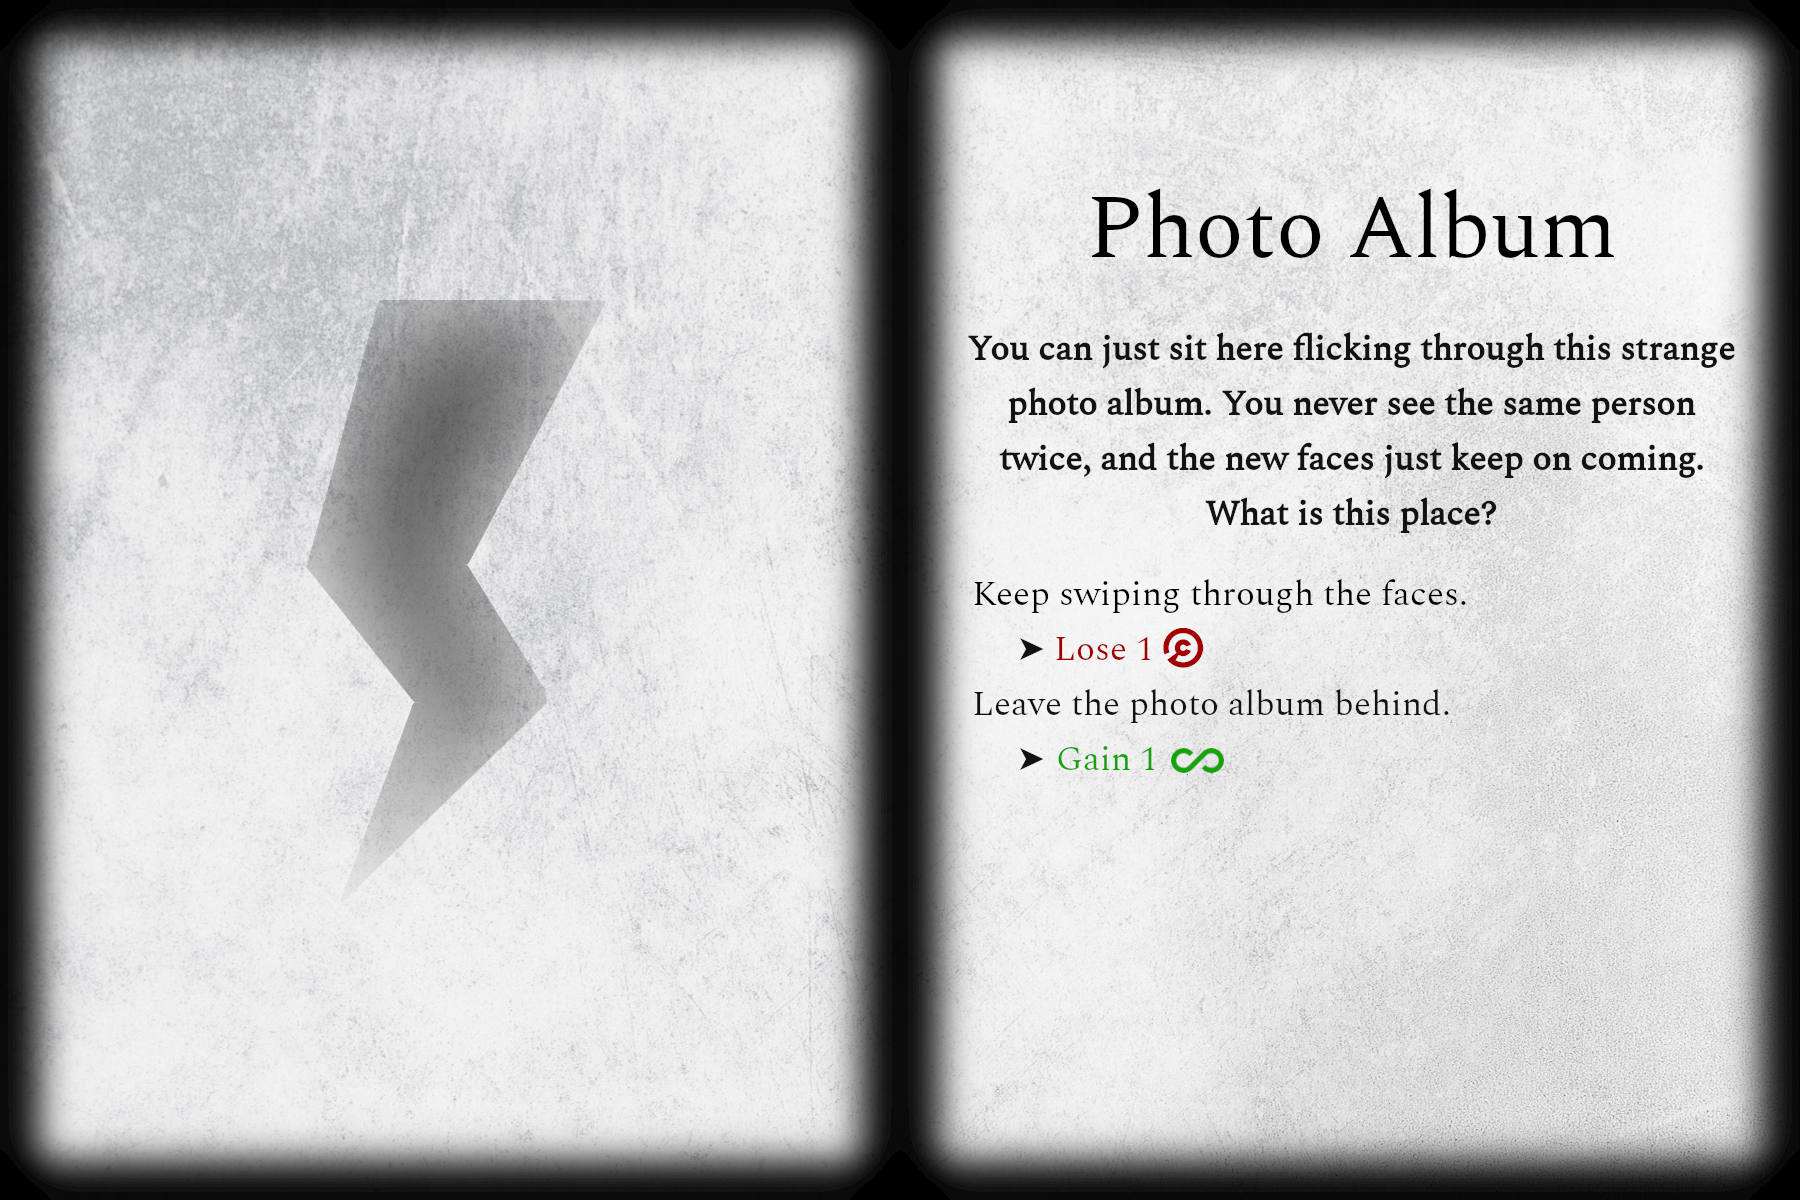 Photo Album
You can just sit here flicking through this strange
photo album. You never see the same person
twice, and the new faces just keep on coming.
What is this place?
Keep swiping through the faces.
➤ Lose 1
Leave the photo album behind.
➤ Gain 1